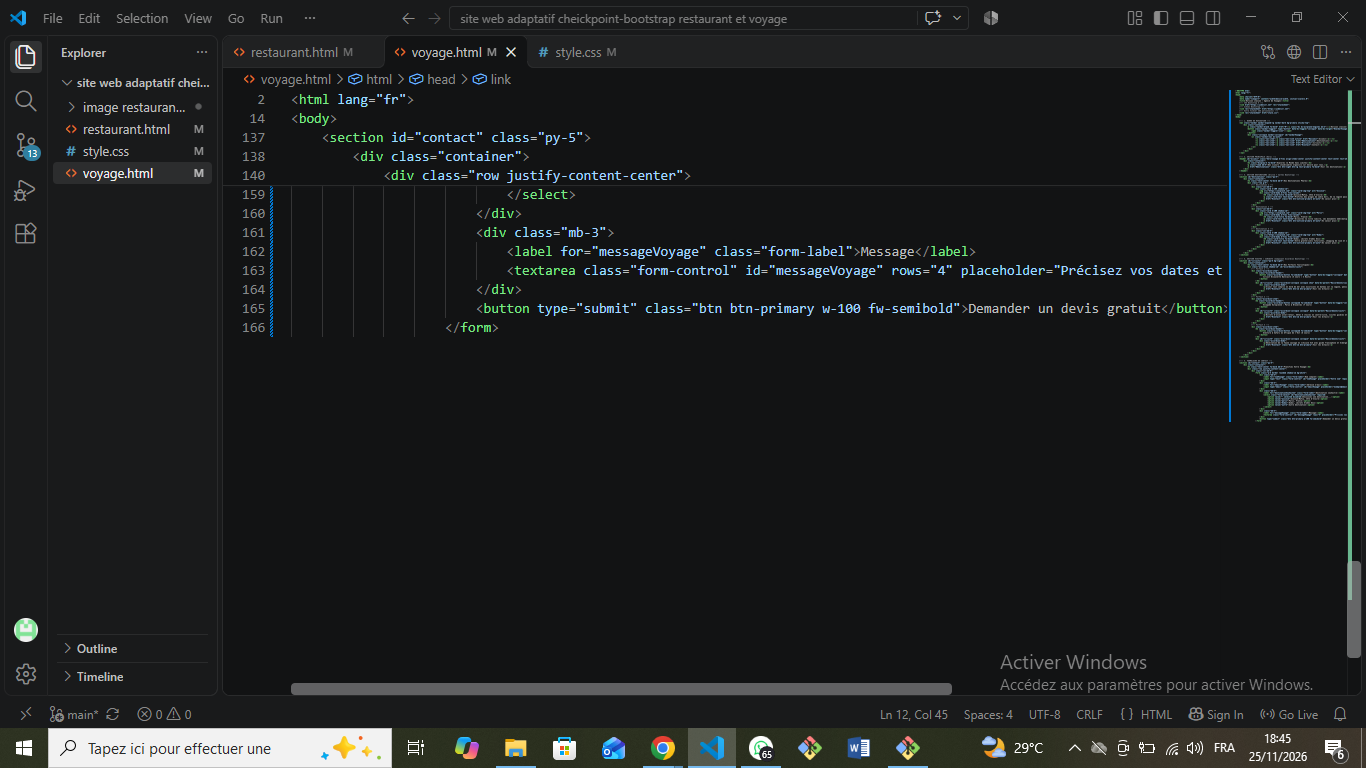 File Edit Selection View Go Run ··· site web adaptatif cheickpoint-bootstrap restaurant et voyage
Explorer ···
restaurant.html M voyage.html M style.css M
site web adaptatif chei...
voyage.html > html > head > link Text Editor
image restauran...
restaurant.html M
style.css M
voyage.html M
13
2 <html lang="fr">
14 <body>
137 <section id="contact" class="py-5">
138 <div class="container">
140 <div class="row justify-content-center">
159 </select>
160 </div>
161 <div class="mb-3">
162 <label for="messageVoyage" class="form-label">Message</label>
163 <textarea class="form-control" id="messageVoyage" rows="4" placeholder="Précisez vos dates et
164 </div>
165 <button type="submit" class="btn btn-primary w-100 fw-semibold">Demander un devis gratuit</button>
166 </form>
Outline
Timeline
Activer Windows
Accédez aux paramètres pour activer Windows.
main* 0 0 Ln 12, Col 45 Spaces: 4 UTF-8 CRLF {} HTML Sign In Go Live
Tapez ici pour effectuer une 65 29°C FRA 18:45
25/11/2026 6